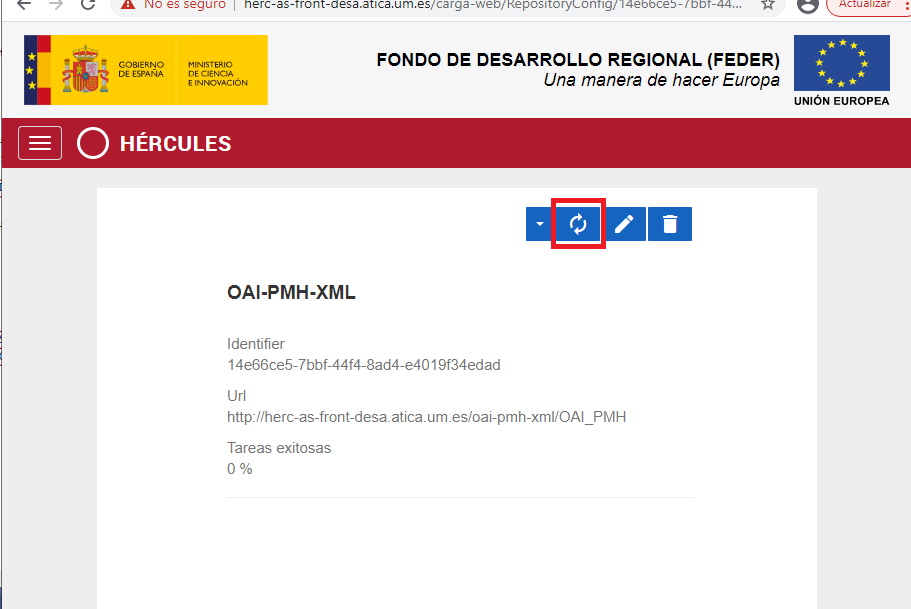 No es seguro | herc-as-front-desa.atica.um.es/carga-web/RepositoryConfig/14e66ce5-7bbf-44...
Actualizar
GOBIERNO
DE ESPAÑA
MINISTERIO
DE CIENCIA
E INNOVACIÓN
FONDO DE DESARROLLO REGIONAL (FEDER)
Una manera de hacer Europa
UNIÓN EUROPEA
HÉRCULES
OAI-PMH-XML
Identifier
14e66ce5-7bbf-44f4-8ad4-e4019f34edad
Url
http://herc-as-front-desa.atica.um.es/oai-pmh-xml/OAI_PMH
Tareas exitosas
0 %